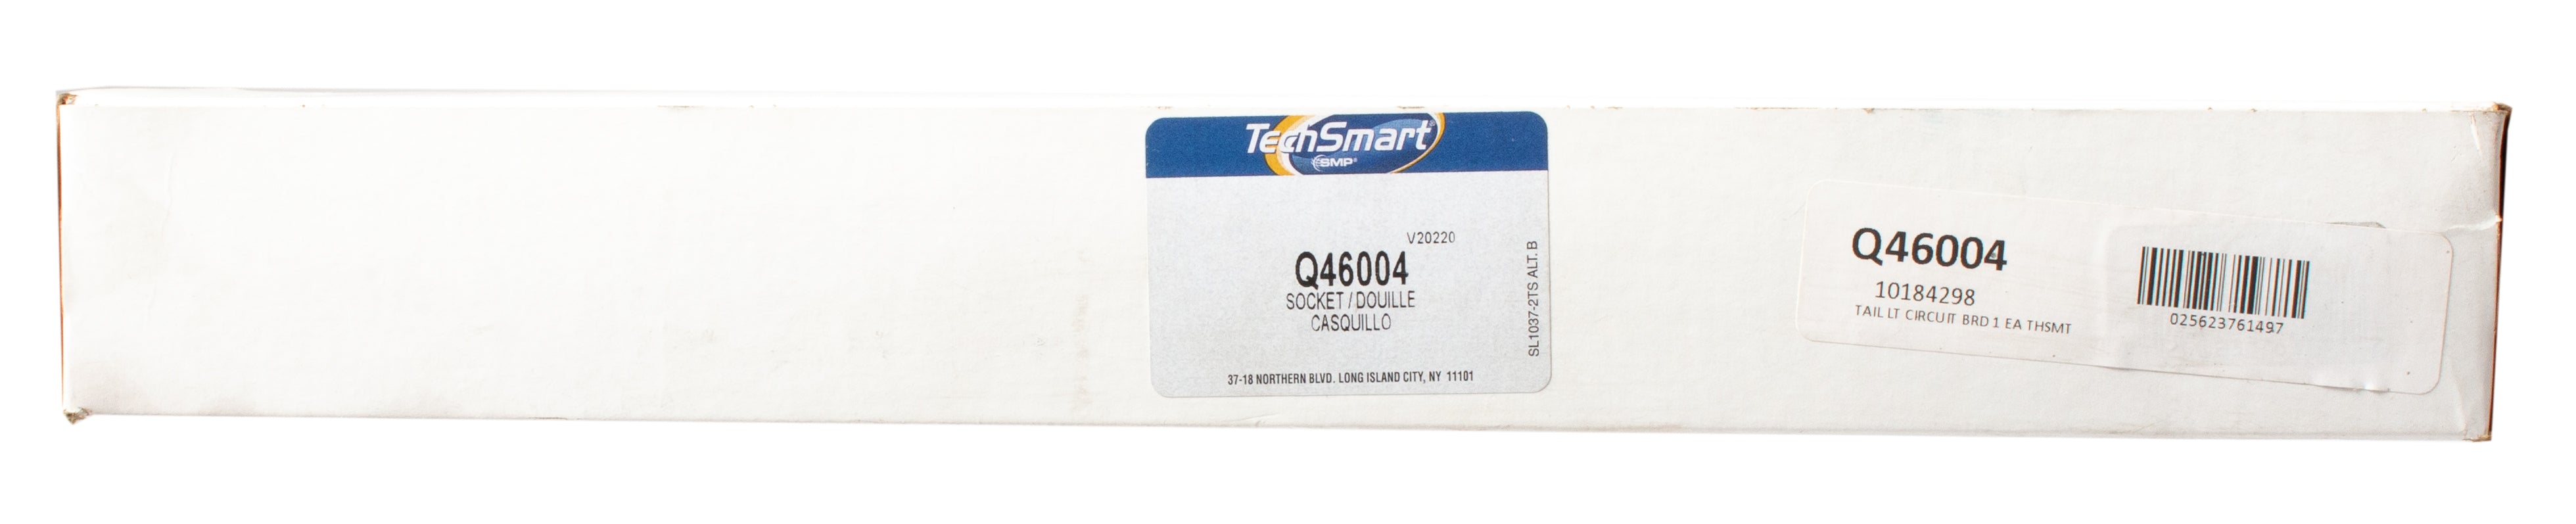 TechSmart®
SMP®
V20220
Q46004
SOCKET / DOUILLE
CASQUILLO
37-18 NORTHERN BLVD. LONG ISLAND CITY, NY 11101
SL1037-2TS ALT. B
Q46004
10184298
TAIL LT CIRCUIT BRD 1 EA THSMT
025623761497